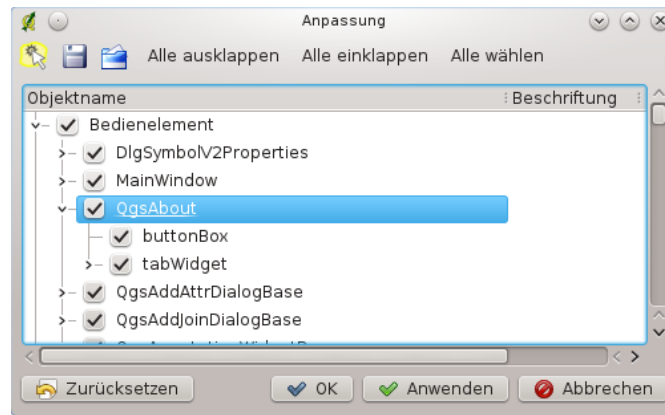 Anpassung
Alle ausklappen Alle einklappen Alle wählen
Objektname Beschriftung
Bedienelement
DlgSymbolV2Properties
MainWindow
QgsAbout
buttonBox
tabWidget
QgsAddAttrDialogBase
QgsAddJoinDialogBase
Zurücksetzen OK Anwenden Abbrechen